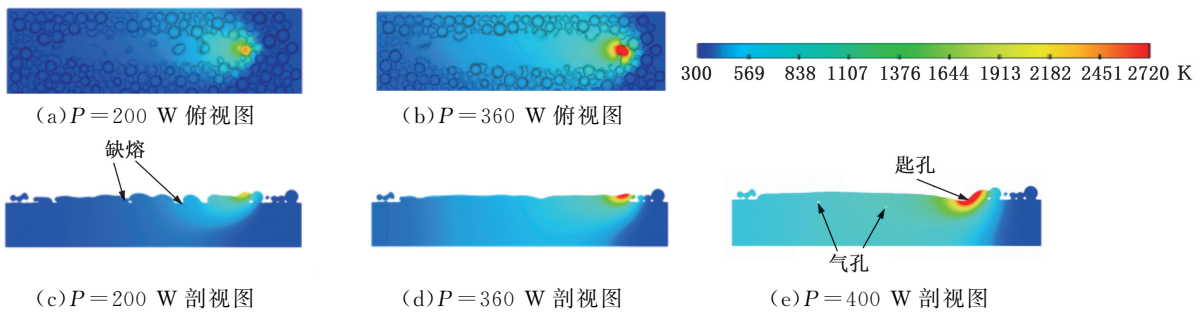 300 569 838 1107 1376 1644 1913 2182 2451 2720 K
(a)P=200 W 俯视图
(b)P=360 W 俯视图
缺熔
匙孔
气孔
(c)P=200 W 剖视图
(d)P=360 W 剖视图
(e)P=400 W 剖视图